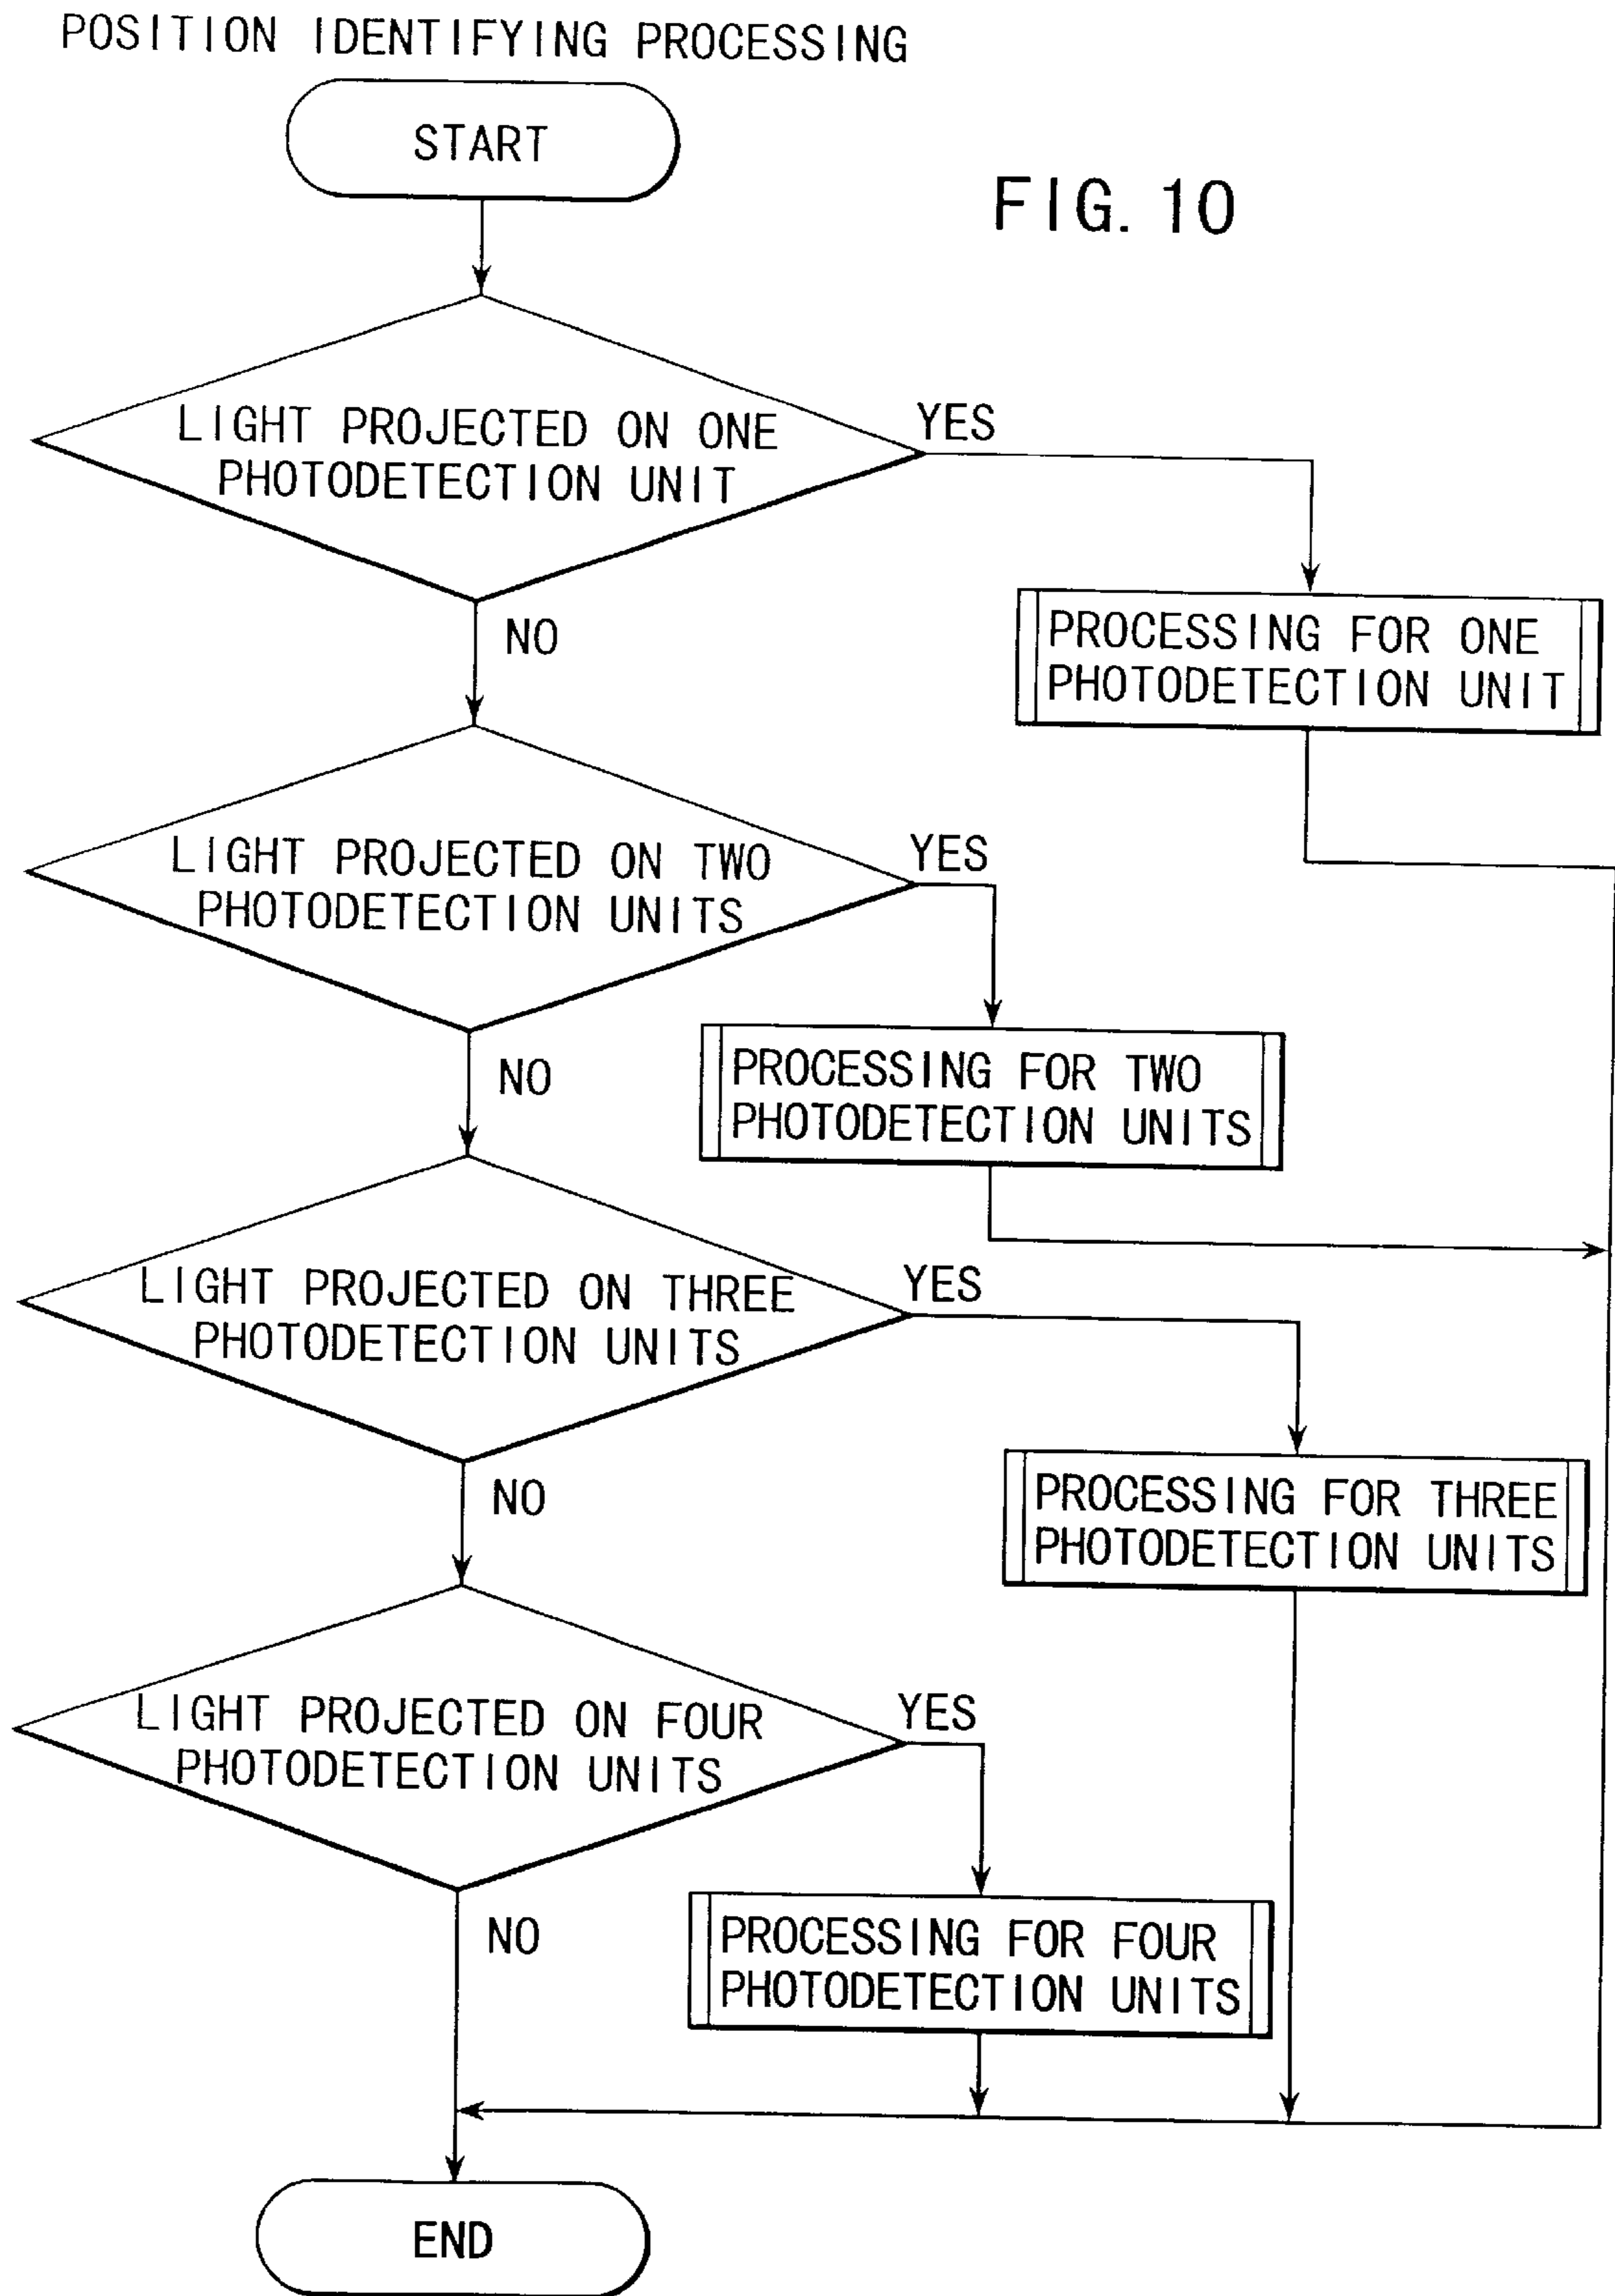 POSITION IDENTIFYING PROCESSING
START
FIG. 10
LIGHT PROJECTED ON ONE
PHOTODETECTION UNIT
YES
NO
PROCESSING FOR ONE
PHOTODETECTION UNIT
LIGHT PROJECTED ON TWO
PHOTODETECTION UNITS
YES
NO
PROCESSING FOR TWO
PHOTODETECTION UNITS
LIGHT PROJECTED ON THREE
PHOTODETECTION UNITS
YES
NO
PROCESSING FOR THREE
PHOTODETECTION UNITS
LIGHT PROJECTED ON FOUR
PHOTODETECTION UNITS
YES
NO
PROCESSING FOR FOUR
PHOTODETECTION UNITS
END